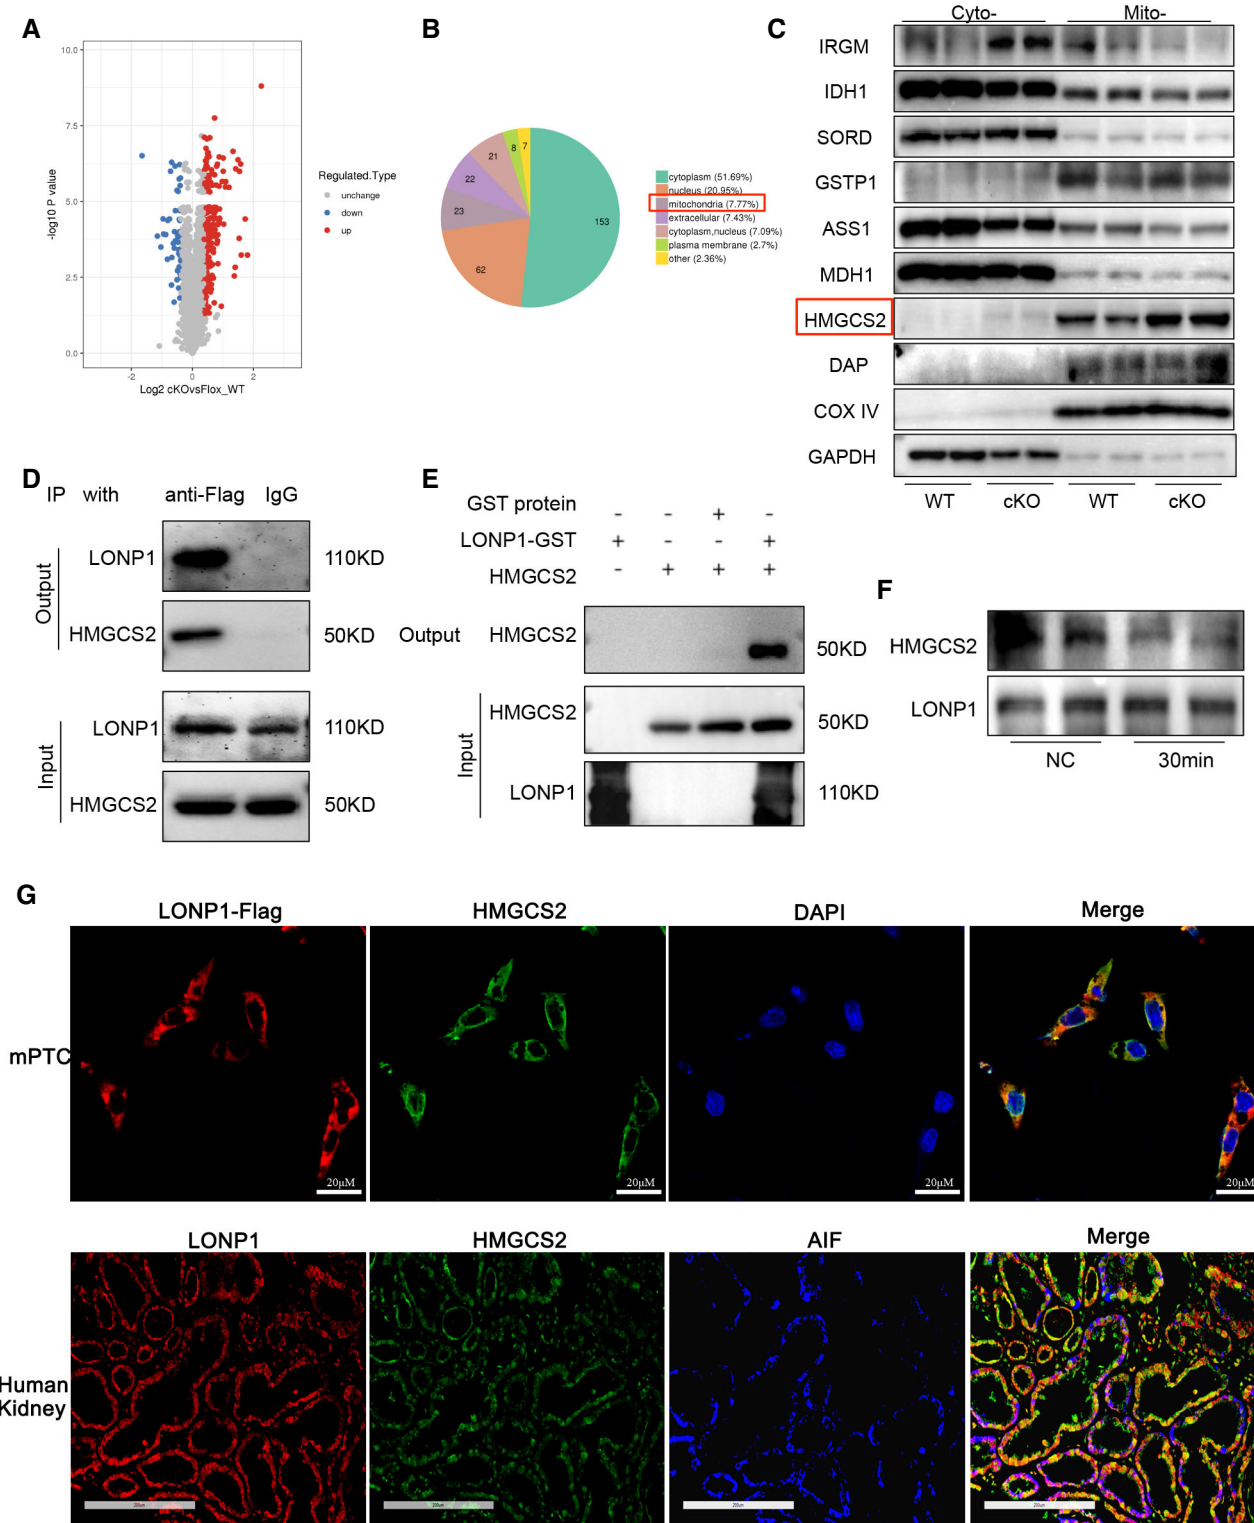 A
10.0
7.5
5.0
2.5
0.0
-2
0
2
-log10 P value
Log2 cKOvsFlox_WT
Regulated.Type
unchange
down
up
B
153
62
23
22
21
8
7
cytoplasm (51.69%)
nucleus (20.95%)
mitochondria (7.77%)
extracellular (7.43%)
cytoplasm,nucleus (7.09%)
plasma membrane (2.7%)
other (2.36%)
C
Cyto- Mito-
IRGM
IDH1
SORD
GSTP1
ASS1
MDH1
HMGCS2
DAP
COX IV
GAPDH
WT cKO WT cKO
D
IP with anti-Flag IgG
Output
LONP1 110KD
HMGCS2 50KD
Input
LONP1 110KD
HMGCS2 50KD
E
GST protein - - + -
LONP1-GST + - - +
HMGCS2 - + + +
Output HMGCS2 50KD
Input
HMGCS2 50KD
LONP1 110KD
F
HMGCS2
LONP1
NC 30min
G
LONP1-Flag HMGCS2 DAPI Merge
mPTC
20μM 20μM 20μM 20μM
LONP1 HMGCS2 AIF Merge
Human
Kidney
200μm 200μm 200μm 200μm